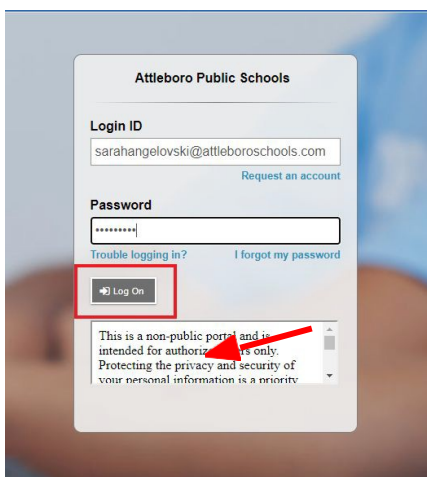 Attleboro Public Schools
Login ID
sarahangelovski@attleboroschools.com
Request an account
Password
•••••••••
Trouble logging in? I forgot my password
Log On
This is a non-public portal and is
intended for only.
Protecting the privacy and security of
your personal information is a priority